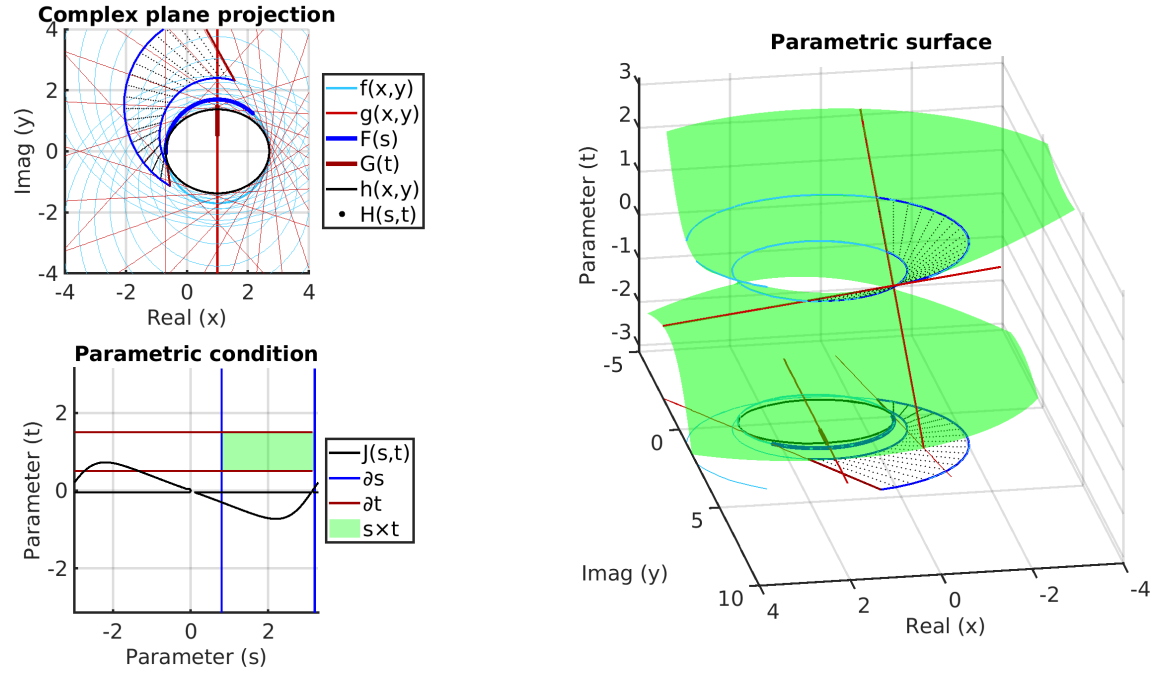 Complex plane projection
4
2
0
-2
-4
-4
-2
0
2
4
Imag (y)
Real (x)
f(x,y)
g(x,y)
F(s)
G(t)
h(x,y)
H(s,t)
Parametric condition
2
0
-2
-2
0
2
Parameter (t)
Parameter (s)
J(s,t)
∂s
∂t
s×t
Parametric surface
3
2
1
0
-1
-2
-3
Parameter (t)
-5
0
5
10
Imag (y)
4
2
0
-2
-4
Real (x)